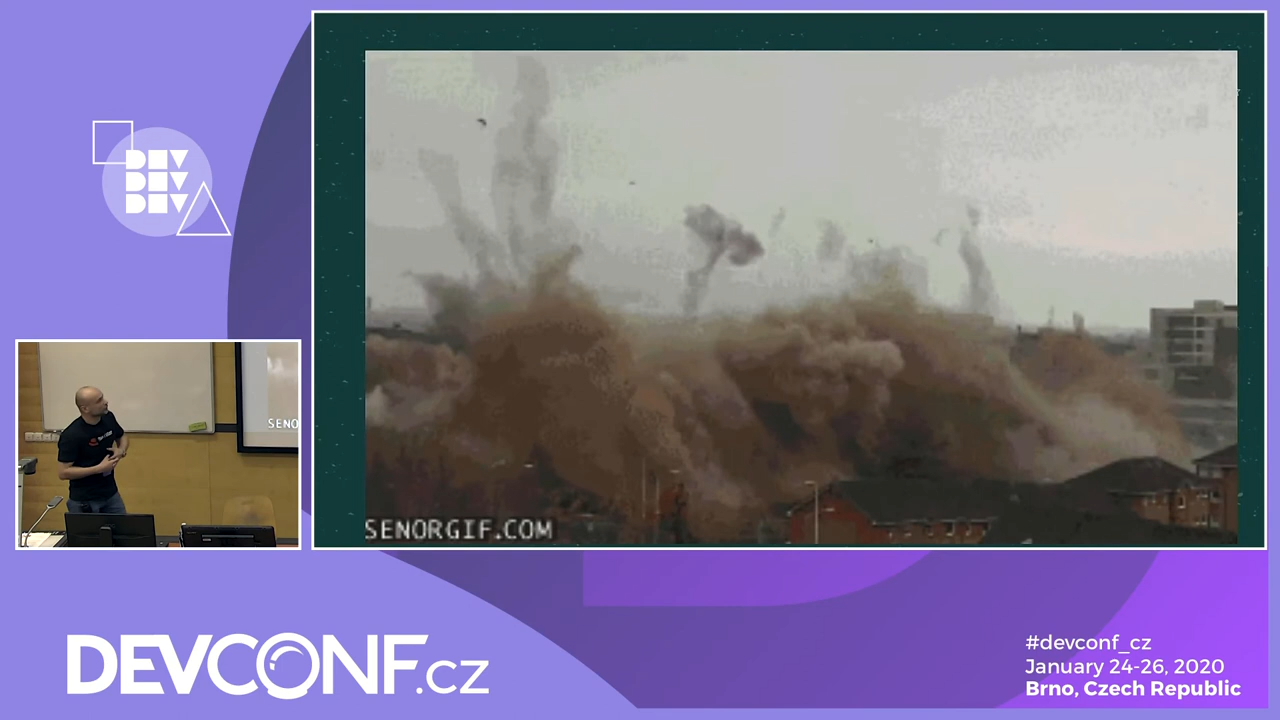 DEV
DEV
DEV
SENO
SENORGIF.COM
DEVCONF.cz
#devconf_cz
January 24-26, 2020
Brno, Czech Republic